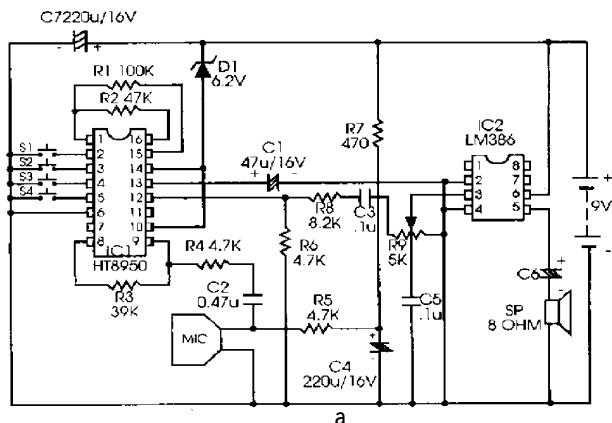 C7220u/16V
- +
R1 100K
R2 47K
D1
6.2V
R7
470
IC2
LM386
C1
47u/16V
+ -
S1
S2
S3
S4
1 16
2 15
3 14
4 13
5 12
6 11
7 10
8 9
IC1
HT8950
1 8
2 7
3 6
4 5
+
9V
-
R8
8.2K
C3
.1u
R9
5K
R4 4.7K
R6
4.7K
R3
39K
C2
0.47u
R5
4.7K
C5
.1u
C6
+
SP
8 OHM
MIC
+
-
C4
220u/16V
a